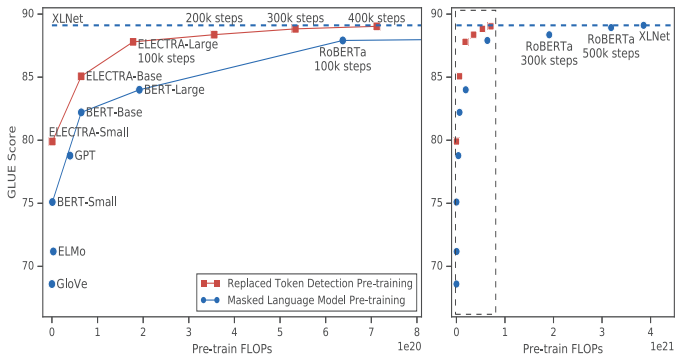 XLNet
200k steps
300k steps
400k steps
ELECTRA-Large
100k steps
RoBERTa
100k steps
ELECTRA-Base
BERT-Large
BERT-Base
ELECTRA-Small
GPT
BERT-Small
ELMo
GloVe
Replaced Token Detection Pre-training
Masked Language Model Pre-training
GLUE Score
90
85
80
75
70
0 1 2 3 4 5 6 7 8
1e20
Pre-train FLOPs
RoBERTa
300k steps
RoBERTa
500k steps
XLNet
90
85
80
75
70
0 1 2 3 4
1e21
Pre-train FLOPs